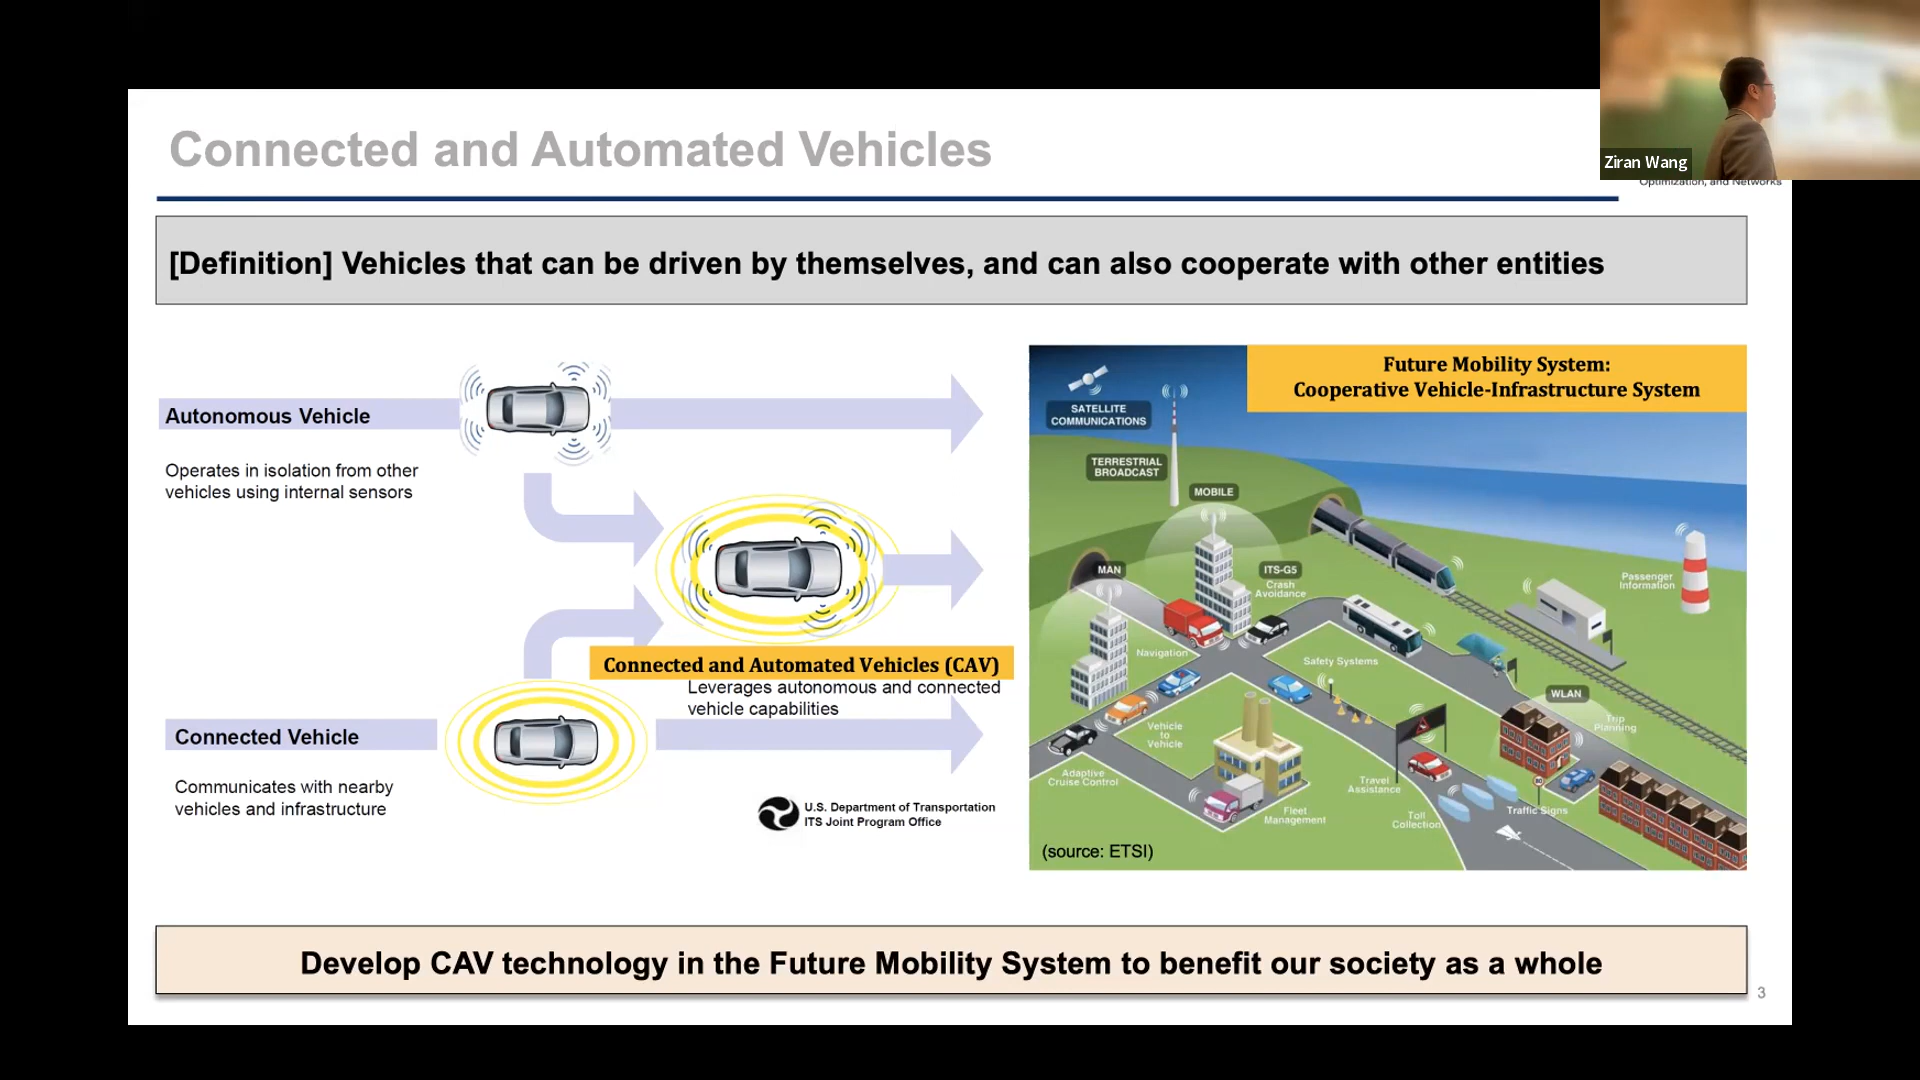 Ziran Wang
Optimization, and Networks
Connected and Automated Vehicles
[Definition] Vehicles that can be driven by themselves, and can also cooperate with other entities
Autonomous Vehicle
Operates in isolation from other
vehicles using internal sensors
Connected and Automated Vehicles (CAV)
Leverages autonomous and connected
vehicle capabilities
Connected Vehicle
Communicates with nearby
vehicles and infrastructure
U.S. Department of Transportation
ITS Joint Program Office
Future Mobility System:
Cooperative Vehicle-Infrastructure System
SATELLITE
COMMUNICATIONS
TERRESTRIAL
BROADCAST
MOBILE
MAN
ITS-G5
Crash
Avoidance
Passenger
Information
Navigation
Safety Systems
WLAN
Trip
Planning
Vehicle
to
Vehicle
Adaptive
Cruise Control
Travel
Assistance
Fleet
Management
Toll
Collection
Traffic Signs
(source: ETSI)
Develop CAV technology in the Future Mobility System to benefit our society as a whole
3